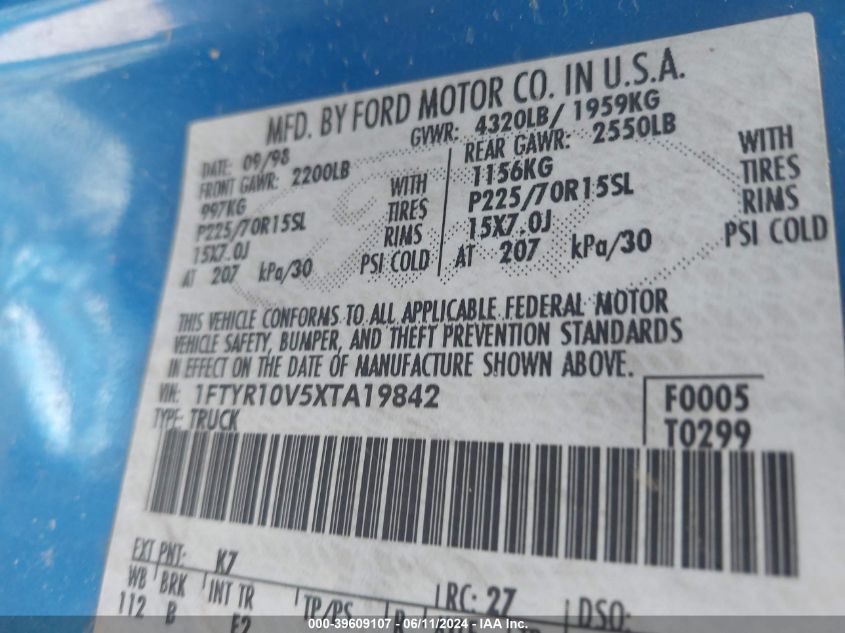 MFD. BY FORD MOTOR CO. IN U.S.A.
DATE: 09/98 GVWR: 4320LB/ 1959KG
FRONT GAWR: 2200LB REAR GAWR: 2550LB
997KG WITH 1156KG WITH
P225/70R15SL TIRES P225/70R15SL TIRES
15X7.0J RIMS 15X7.0J RIMS
AT 207 kPa/30 PSI COLD AT 207 kPa/30 PSI COLD
THIS VEHICLE CONFORMS TO ALL APPLICABLE FEDERAL MOTOR
VEHICLE SAFETY, BUMPER, AND THEFT PREVENTION STANDARDS
IN EFFECT ON THE DATE OF MANUFACTURE SHOWN ABOVE.
VIN: 1FTYR10V5XTA19842 F0005
TYPE: TRUCK T0299
EXT PNT: K7 RC: 27 DSO:
WB BRK INT TR TP/PS R
112 B E2
000-39609107 - 06/11/2024 - IAA Inc.